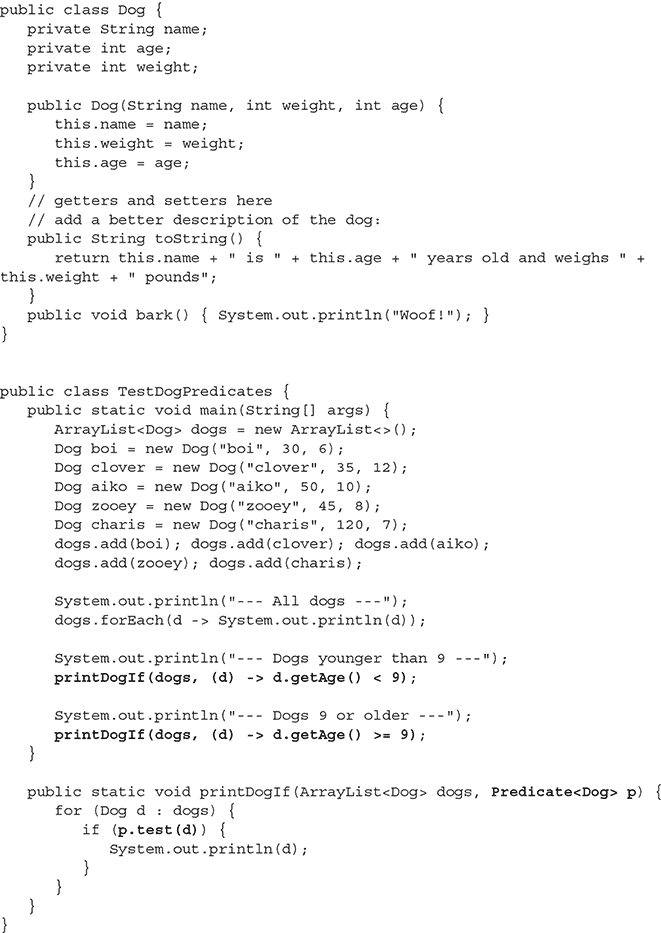 public class Dog {
   private String name;
   private int age;
   private int weight;

   public Dog(String name, int weight, int age) {
      this.name = name;
      this.weight = weight;
      this.age = age;
   }
   // getters and setters here
   // add a better description of the dog:
   public String toString() {
      return this.name + " is " + this.age + " years old and weighs " +
this.weight + " pounds";
   }
   public void bark() { System.out.println("Woof!"); }
}

public class TestDogPredicates {
   public static void main(String[] args) {
      ArrayList<Dog> dogs = new ArrayList<>();
      Dog boi = new Dog("boi", 30, 6);
      Dog clover = new Dog("clover", 35, 12);
      Dog aiko = new Dog("aiko", 50, 10);
      Dog zooey = new Dog("zooey", 45, 8);
      Dog charis = new Dog("charis", 120, 7);
      dogs.add(boi); dogs.add(clover); dogs.add(aiko);
      dogs.add(zooey); dogs.add(charis);

      System.out.println("--- All dogs ---");
      dogs.forEach(d -> System.out.println(d));

      System.out.println("--- Dogs younger than 9 ---");
      printDogIf(dogs, (d) -> d.getAge() < 9);

      System.out.println("--- Dogs 9 or older ---");
      printDogIf(dogs, (d) -> d.getAge() >= 9);
   }

   public static void printDogIf(ArrayList<Dog> dogs, Predicate<Dog> p) {
      for (Dog d : dogs) {
         if (p.test(d)) {
            System.out.println(d);
         }
      }
   }
}